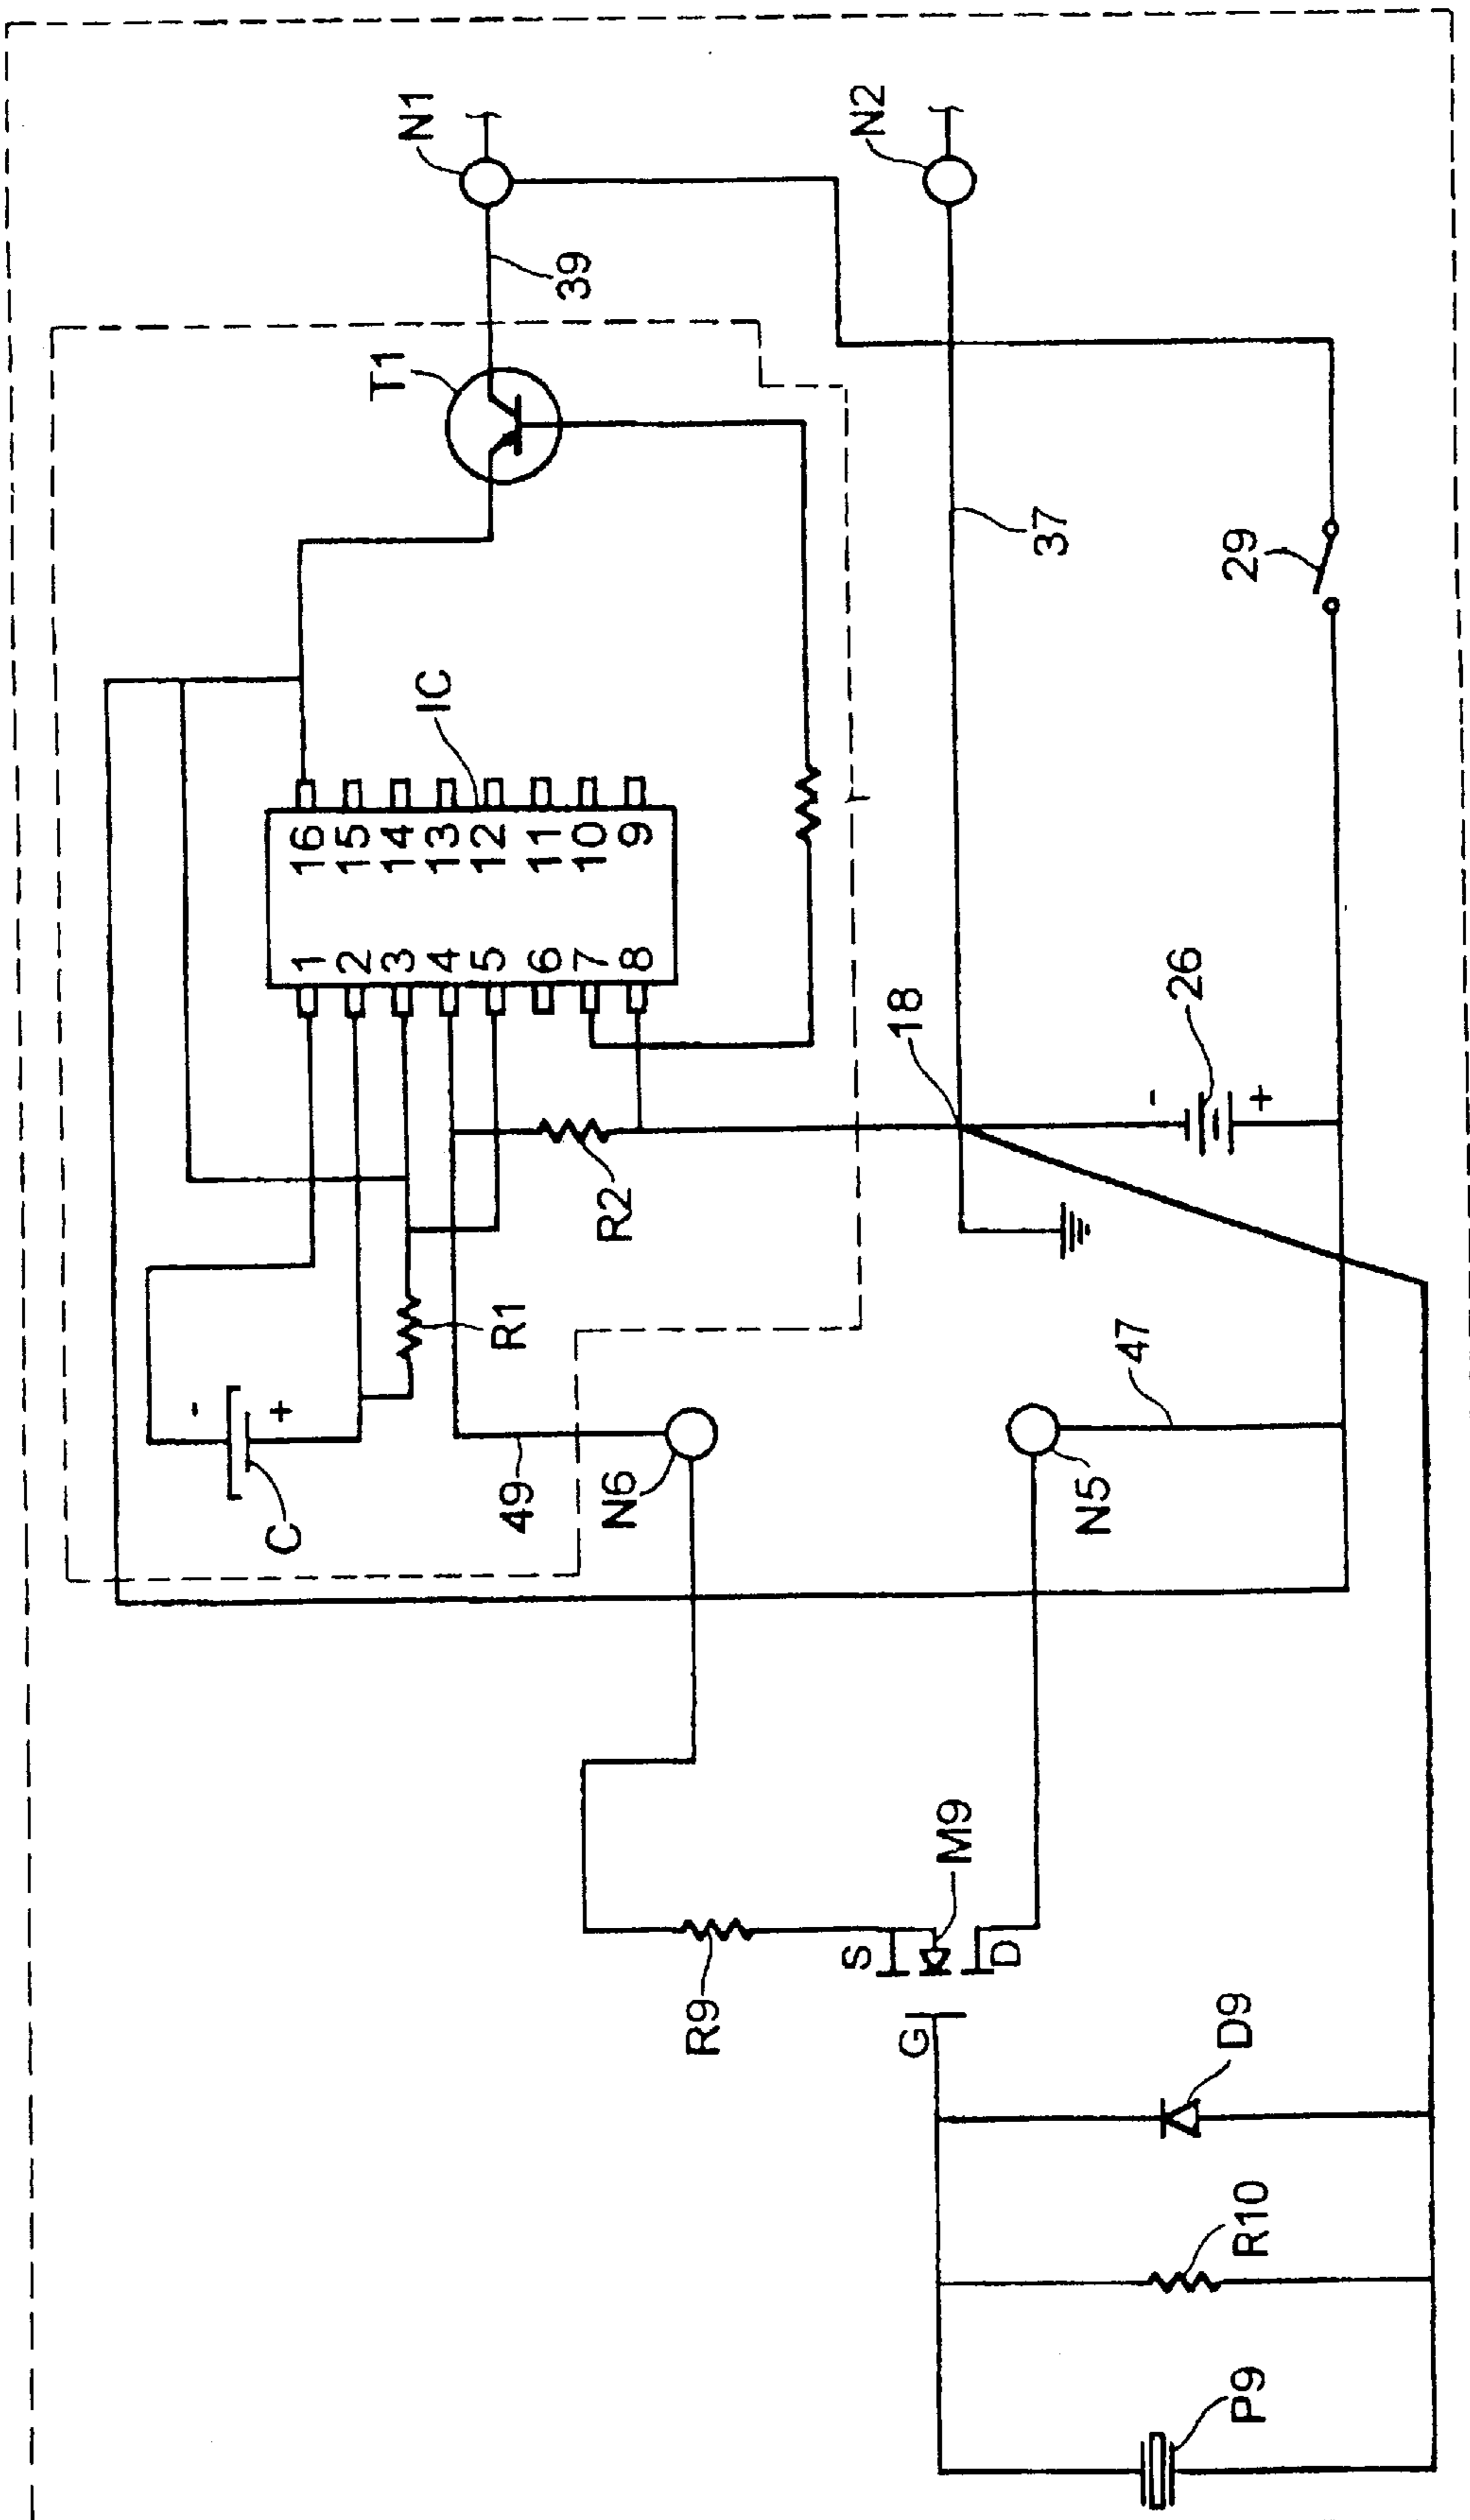 P9
R10
D9
G
S
D
M9
R9
C
-
+
49
N6
N5
47
R1
R2
18
-
+
26
1 2 3 4 5 6 7 8
16 15 14 13 12 11 10 9
IC
29
37
T1
39
N1
N2